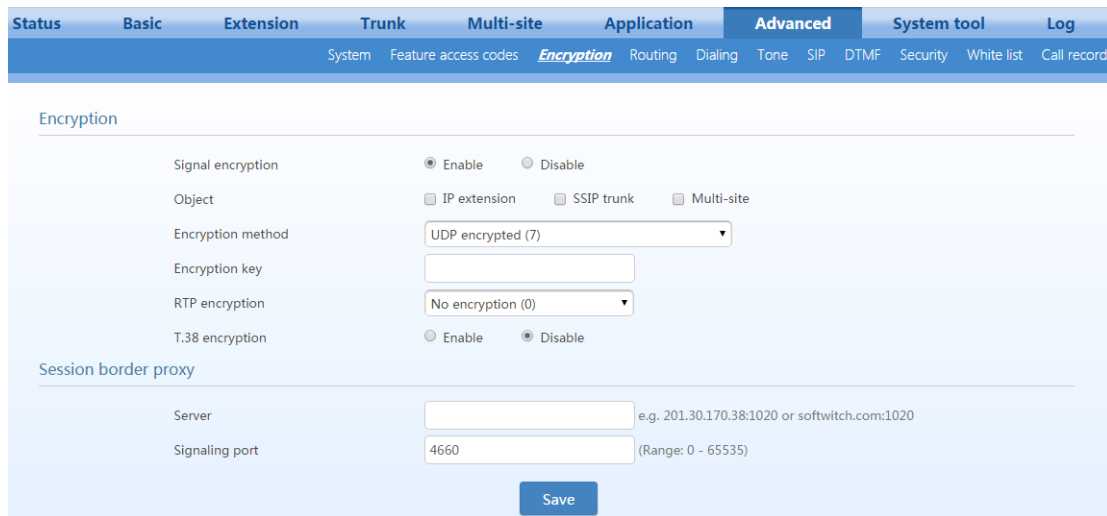 Status Basic Extension Trunk Multi-site Application Advanced System tool Log
System Feature access codes Encryption Routing Dialing Tone SIP DTMF Security White list Call record
Encryption
Signal encryption Enable Disable
Object IP extension SSIP trunk Multi-site
Encryption method UDP encrypted (7)
Encryption key
RTP encryption No encryption (0)
T.38 encryption Enable Disable
Session border proxy
Server e.g. 201.30.170.38:1020 or softwitch.com:1020
Signaling port 4660 (Range: 0 - 65535)
Save